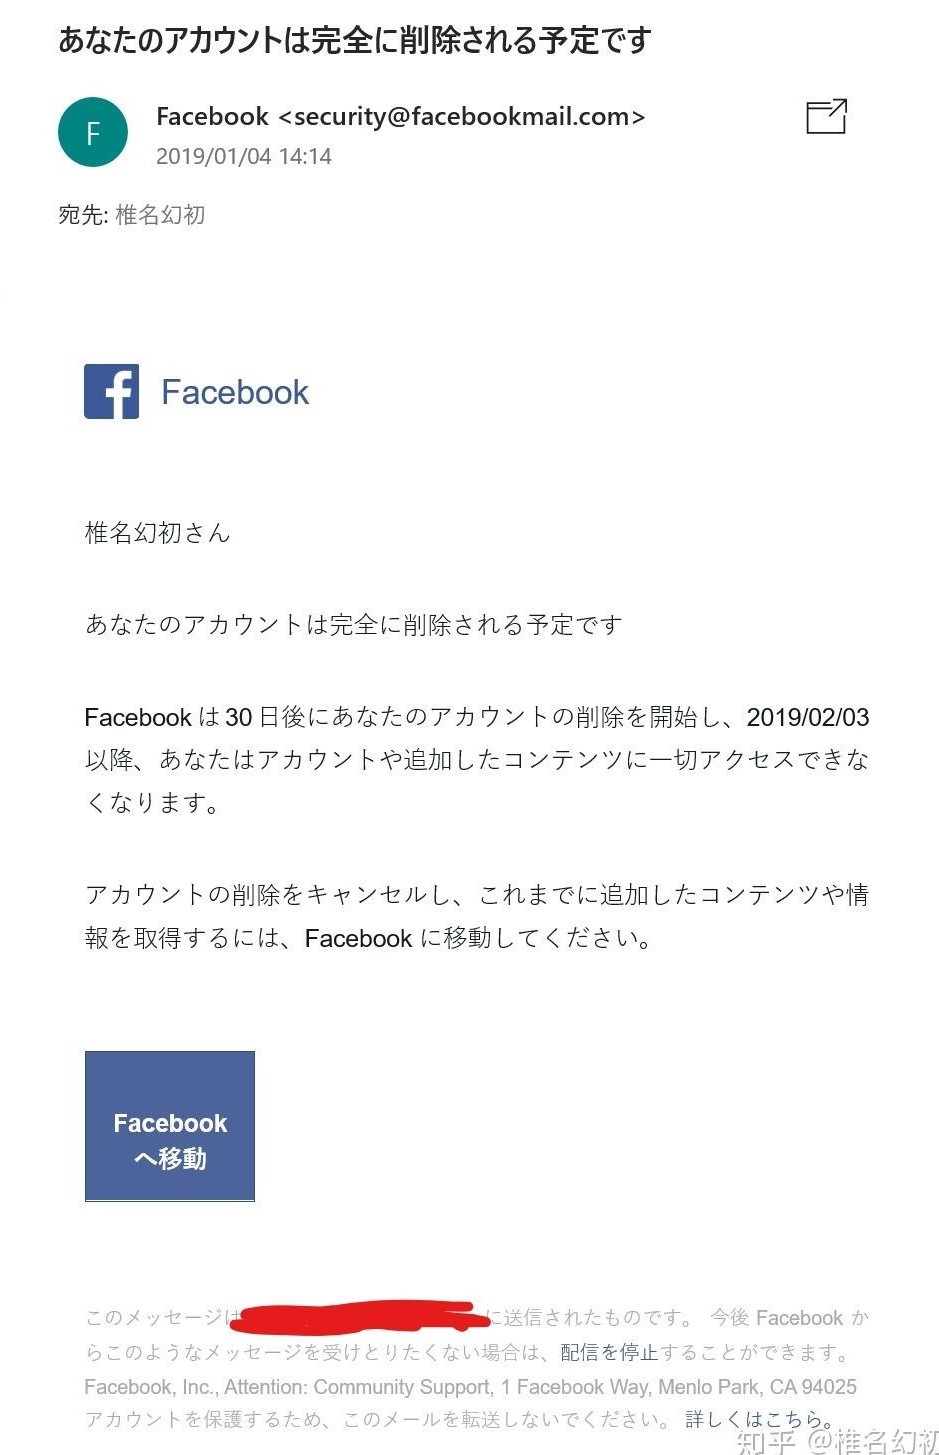 あなたのアカウントは完全に削除される予定です
F
Facebook <security@facebookmail.com>
2019/01/04 14:14
宛先: 椎名幻初
Facebook
椎名幻初さん
あなたのアカウントは完全に削除される予定です
Facebook は 30 日後にあなたのアカウントの削除を開始し、2019/02/03
以降、あなたはアカウントや追加したコンテンツに一切アクセスできな
くなります。
アカウントの削除をキャンセルし、これまでに追加したコンテンツや情
報を取得するには、Facebook に移動してください。
Facebook
へ移動
このメッセージは に送信されたものです。 今後 Facebook か
らこのようなメッセージを受けとりたくない場合は、配信を停止することができます。
Facebook, Inc., Attention: Community Support, 1 Facebook Way, Menlo Park, CA 94025
アカウントを保護するため、このメールを転送しないでください。 詳しくはこちら。
知乎 @椎名幻初